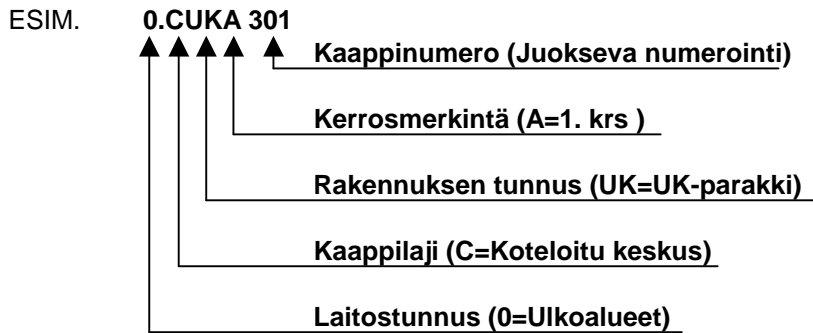 ESIM. 0.CUKA 301
Kaappinumero (Juokseva numerointi)
Kerrosmerkintä (A=1. krs )
Rakennuksen tunnus (UK=UK-parakki)
Kaappilaji (C=Koteloitu keskus)
Laitostunnus (0=Ulkoalueet)